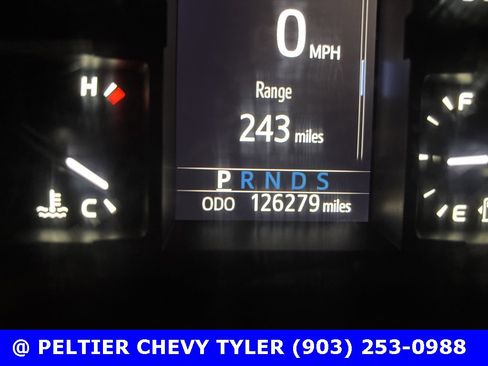 0 MPH
Range
243 miles
H
F
P R N D S
C
ODO 126279 miles
E
@ PELTIER CHEVY TYLER (903) 253-0988